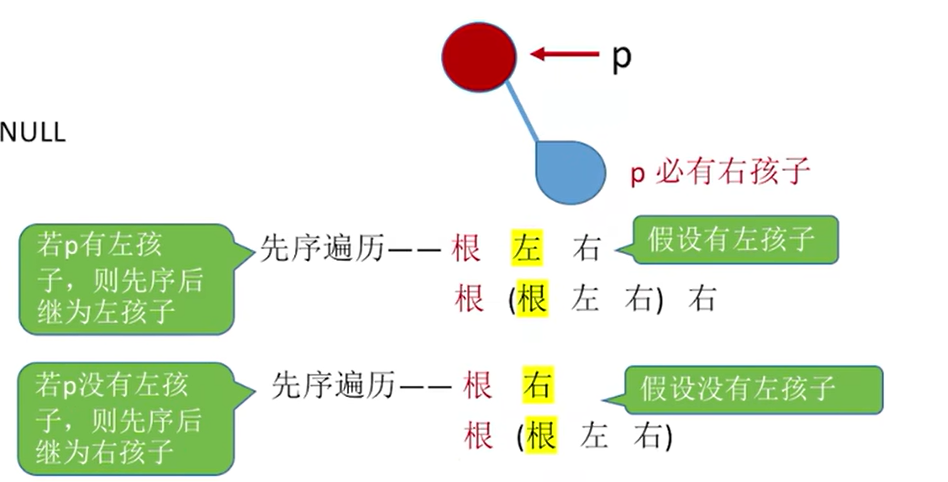 p
NULL
p 必有右孩子
若p有左孩
子，则先序后
继为左孩子
先序遍历—— 根 左 右
假设有左孩子
根 (根 左 右) 右
若p没有左孩
子，则先序后
继为右孩子
先序遍历—— 根 右
假设没有左孩子
根 (根 左 右)